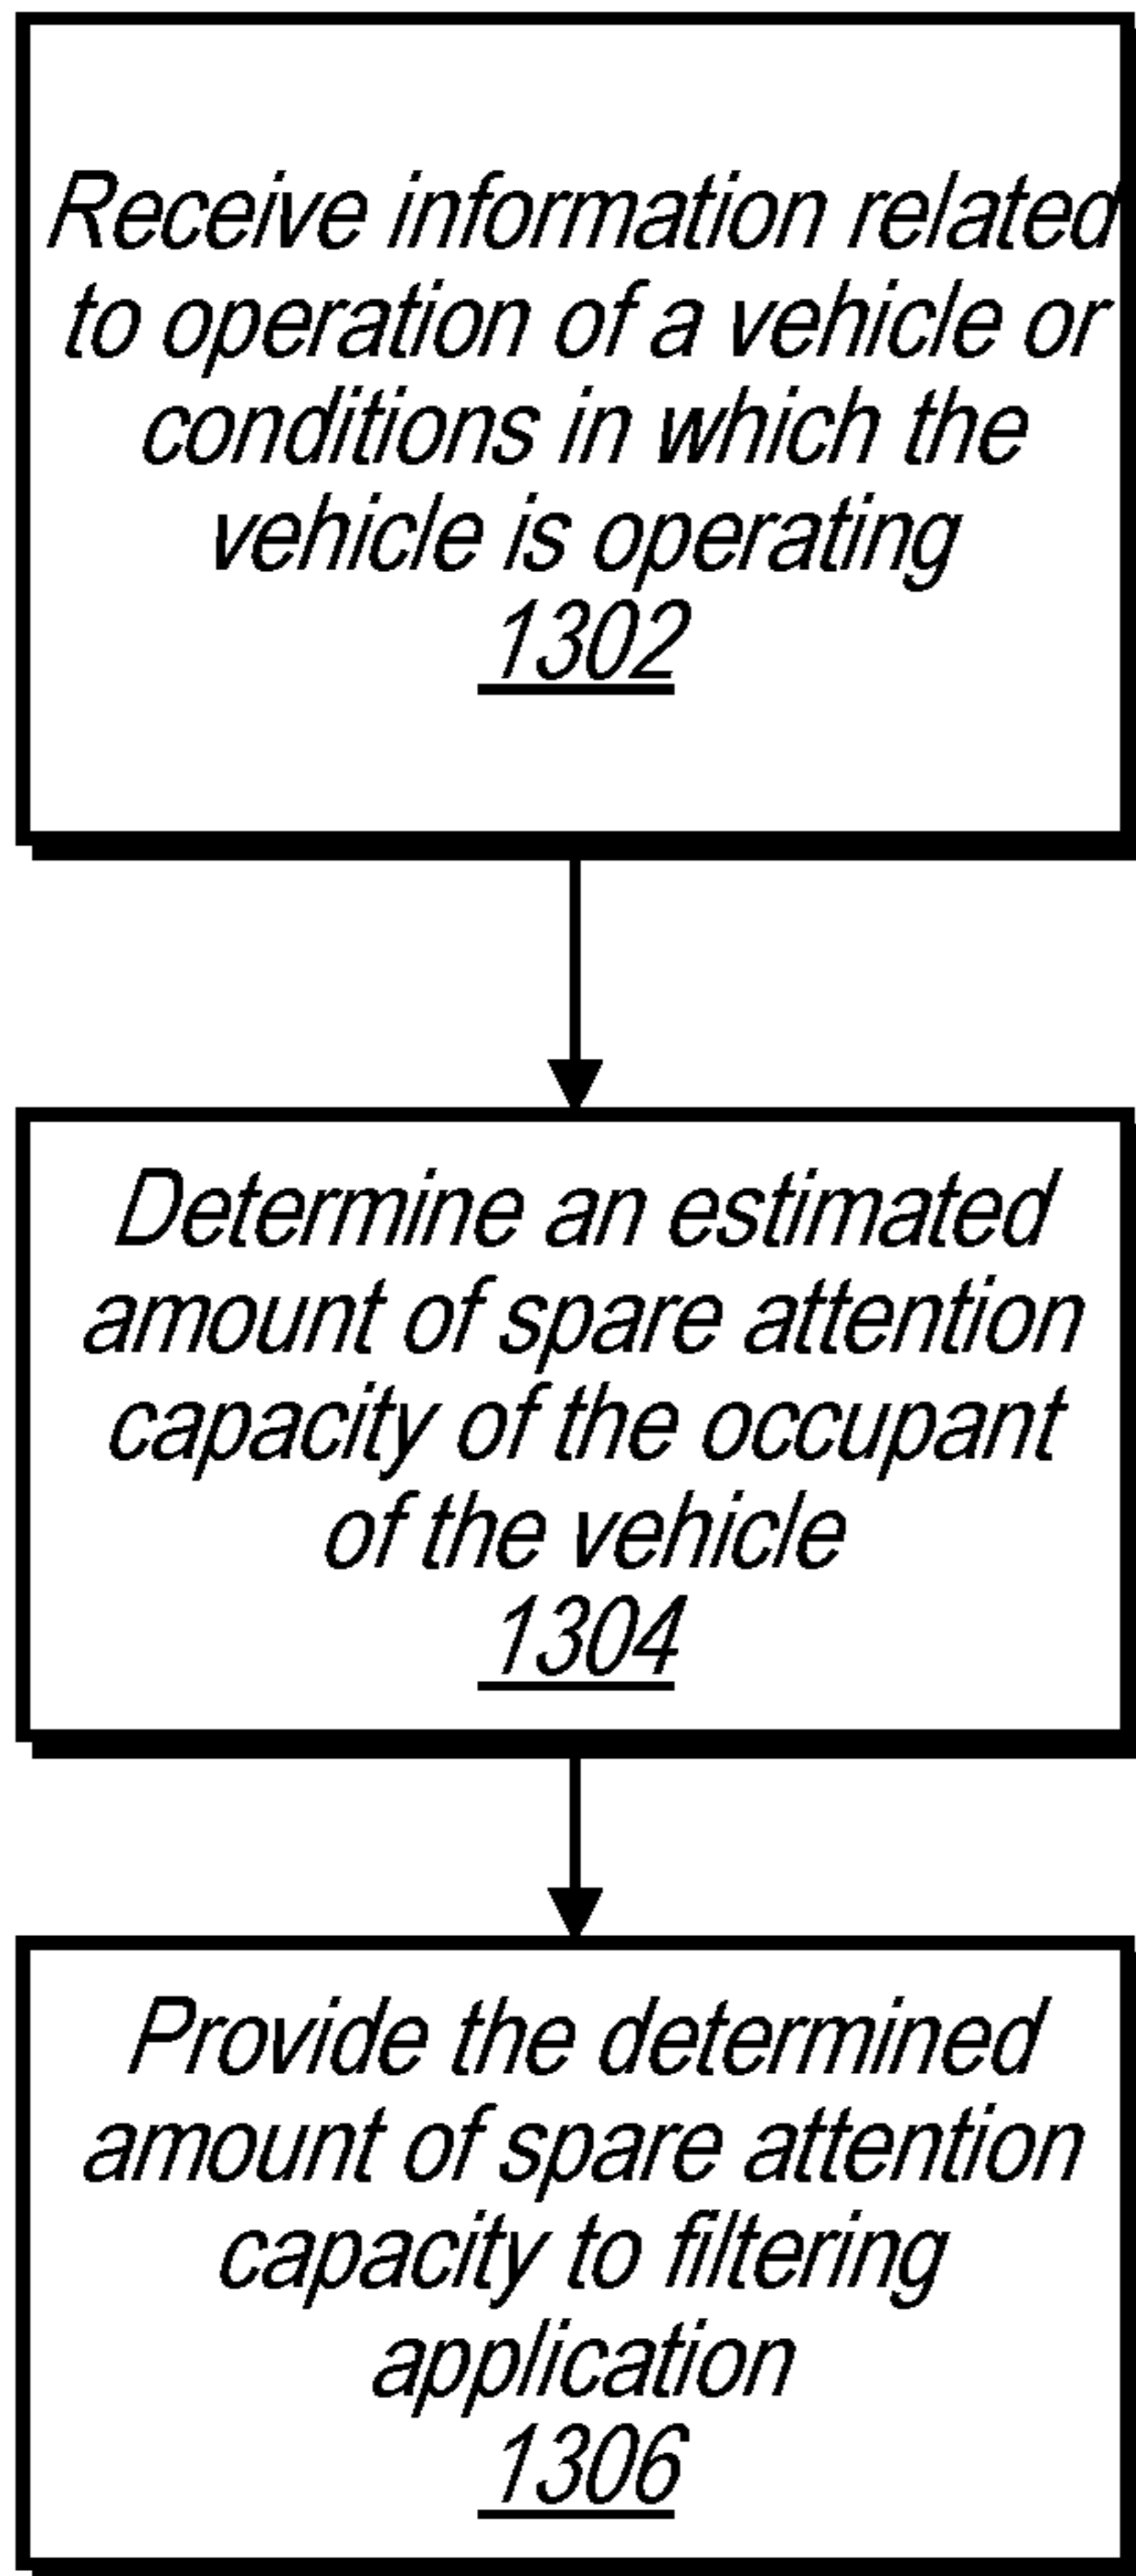 Receive information related
to operation of a vehicle or
conditions in which the
vehicle is operating
1302
Determine an estimated
amount of spare attention
capacity of the occupant
of the vehicle
1304
Provide the determined
amount of spare attention
capacity to filtering
application
1306